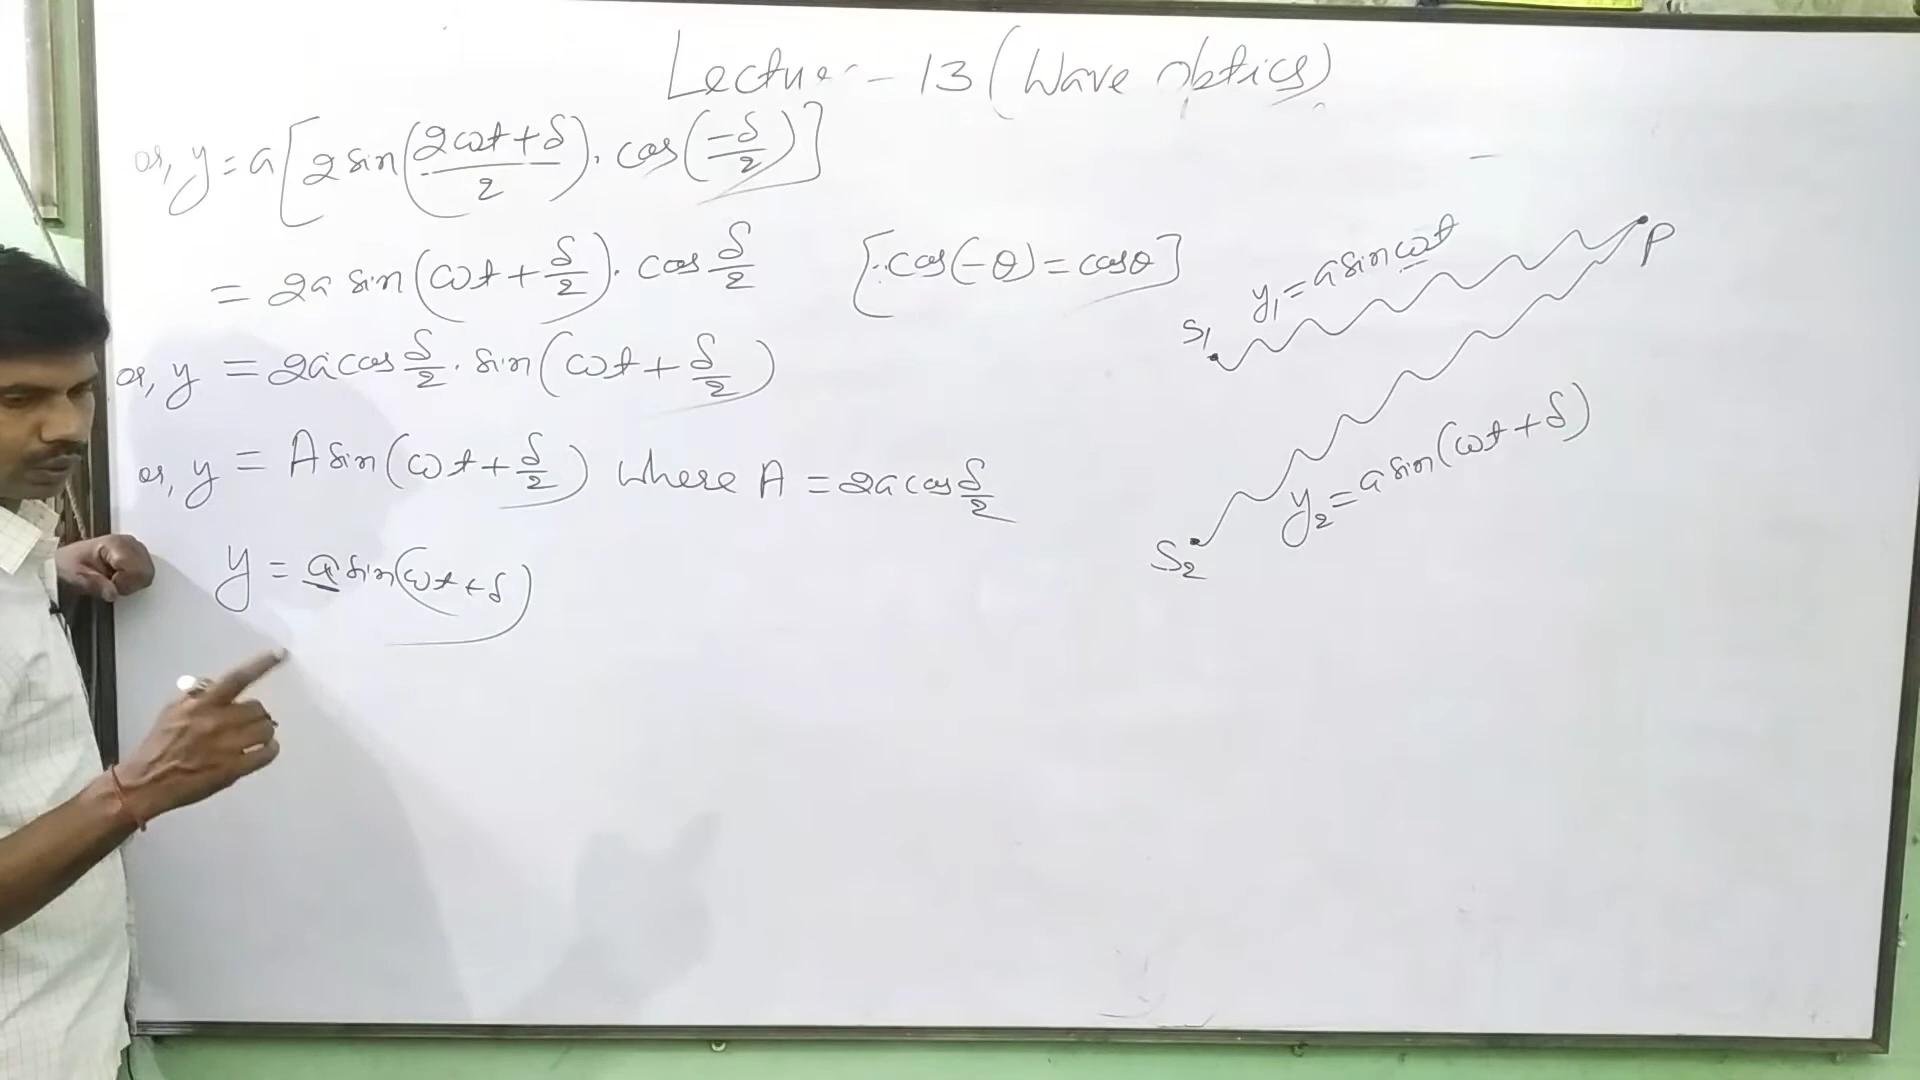 Lecture - 13 (Wave optics)
or, y = a [2 sin (2ωt + δ / 2) . cos (-δ/2)]
= 2a sin (ωt + δ/2) . cos δ/2 [∵ cos(-θ) = cosθ]
or, y = 2a cos δ/2 . sin (ωt + δ/2)
or, y = A sin (ωt + δ/2) where A = 2a cos δ/2
y = a sin(ωt + δ)
P
y₁ = a sin ωt
S₁
y₂ = a sin(ωt + δ)
S₂